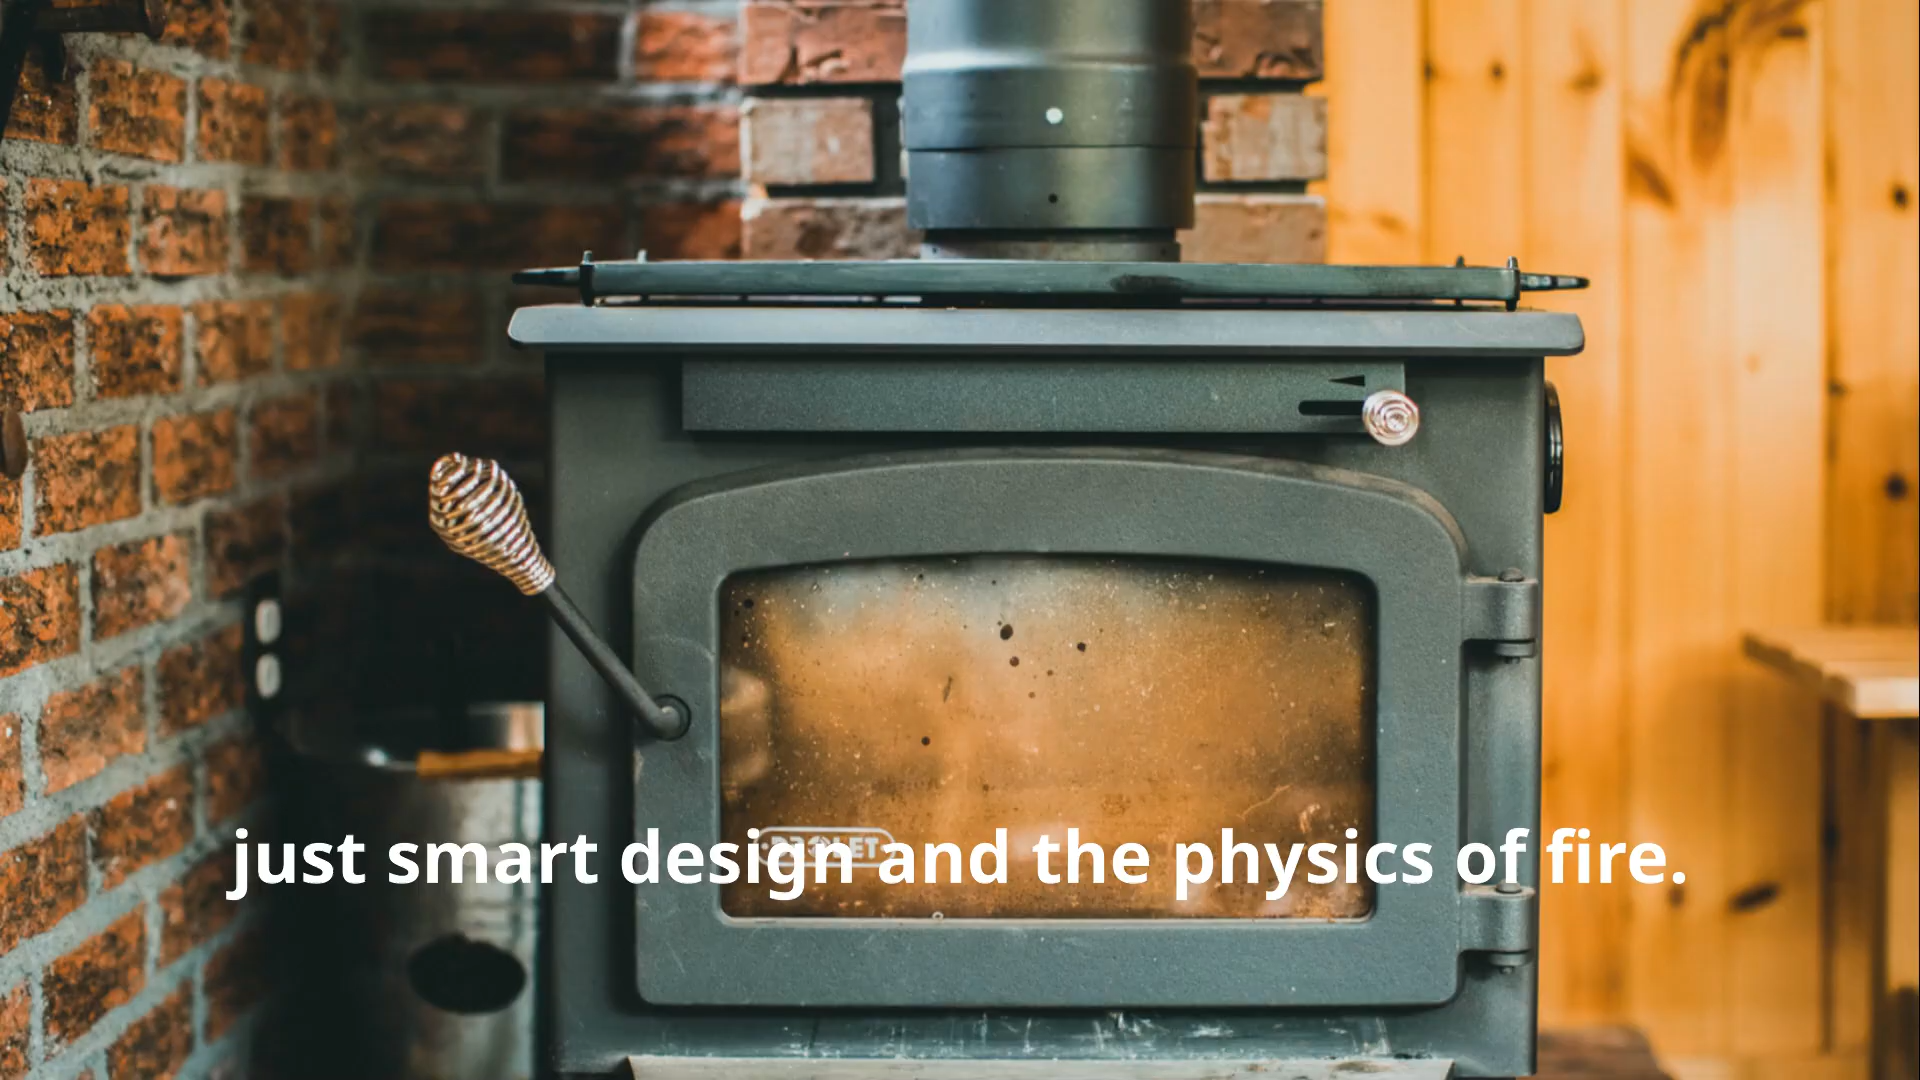 just smart design and the physics of fire.